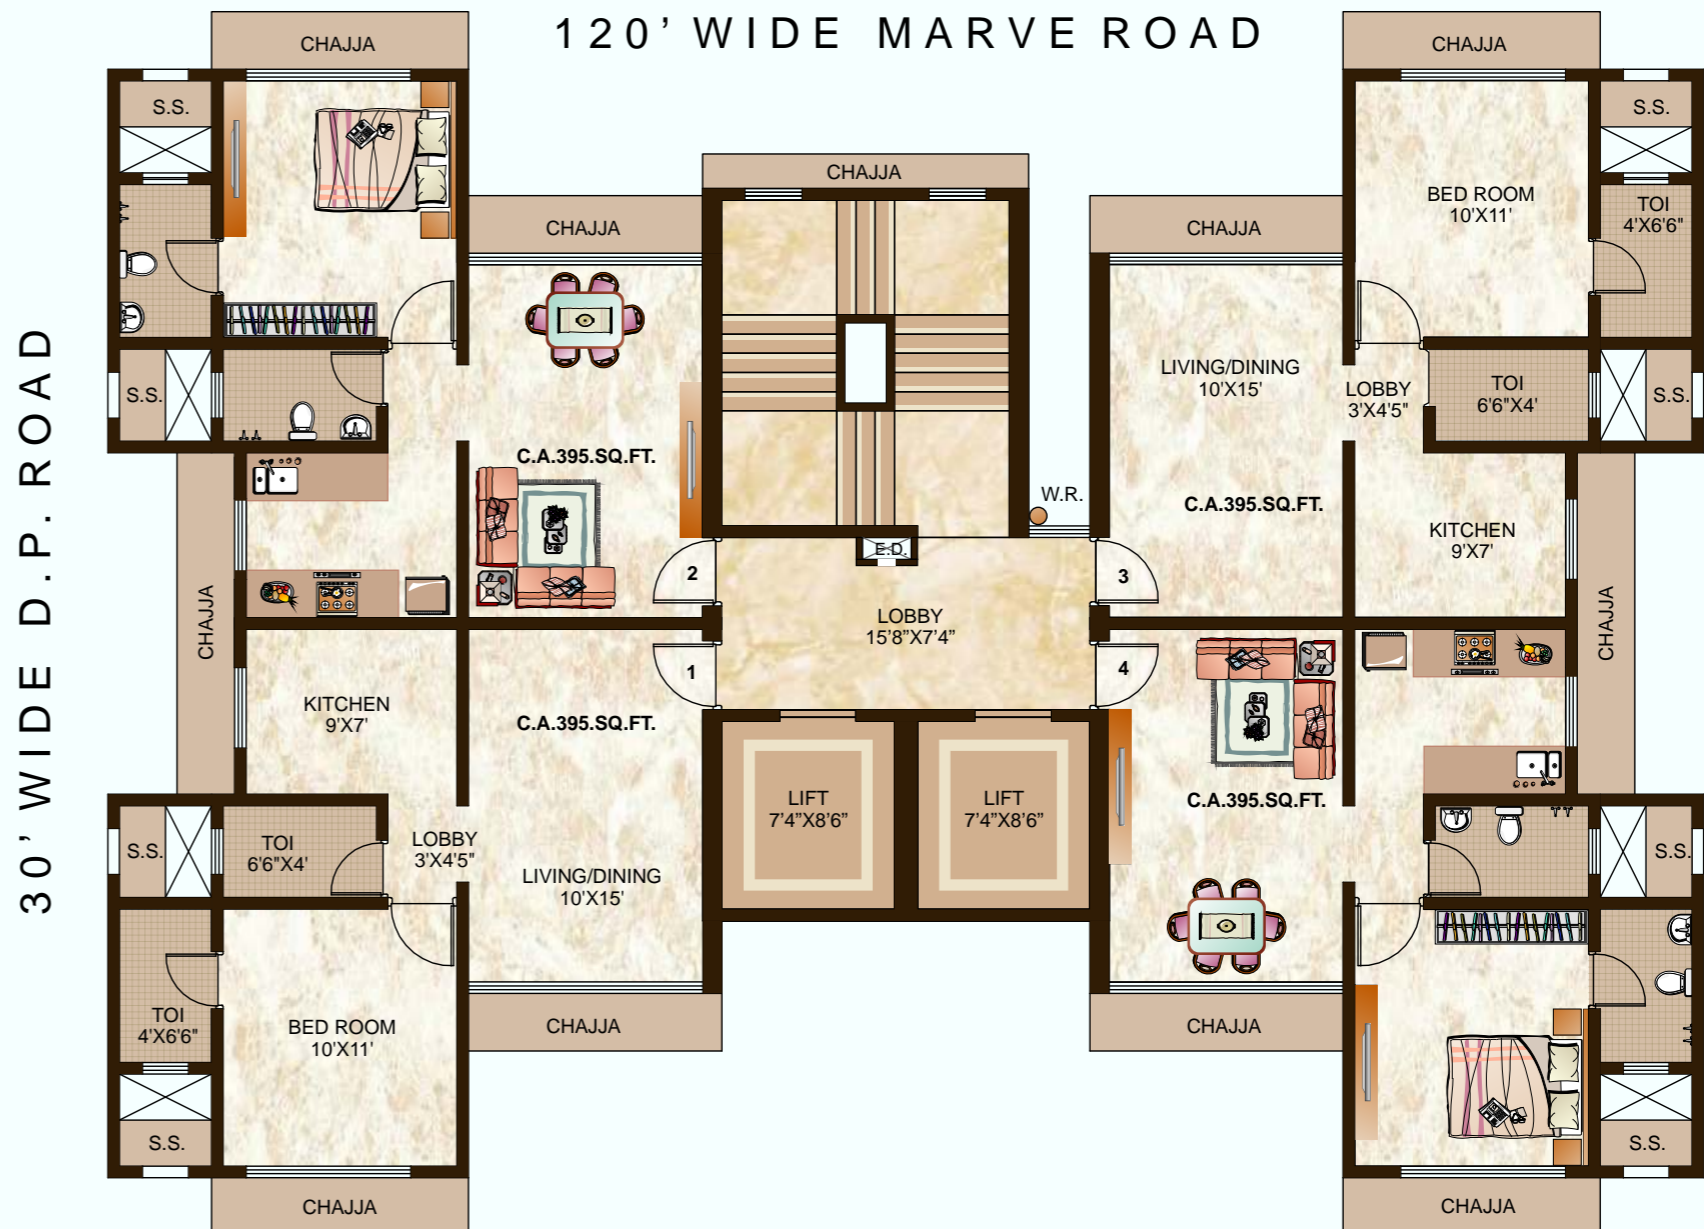 120' WIDE MARVE ROAD
30' WIDE D.P. ROAD
CHAJJA
CHAJJA
CHAJJA
CHAJJA
CHAJJA
S.S.
S.S.
BED ROOM
10'X11'
TOI
4'X6'6"
LIVING/DINING
10'X15'
LOBBY
3'X4'5"
TOI
6'6"X4'
S.S.
S.S.
C.A.395.SQ.FT.
C.A.395.SQ.FT.
W.R.
KITCHEN
9'X7'
E.D.
2
3
CHAJJA
CHAJJA
LOBBY
15'8"X7'4"
1
4
KITCHEN
9'X7'
C.A.395.SQ.FT.
C.A.395.SQ.FT.
LIFT
7'4"X8'6"
LIFT
7'4"X8'6"
S.S.
TOI
6'6"X4'
LOBBY
3'X4'5"
S.S.
LIVING/DINING
10'X15'
TOI
4'X6'6"
BED ROOM
10'X11'
CHAJJA
CHAJJA
S.S.
S.S.
CHAJJA
CHAJJA